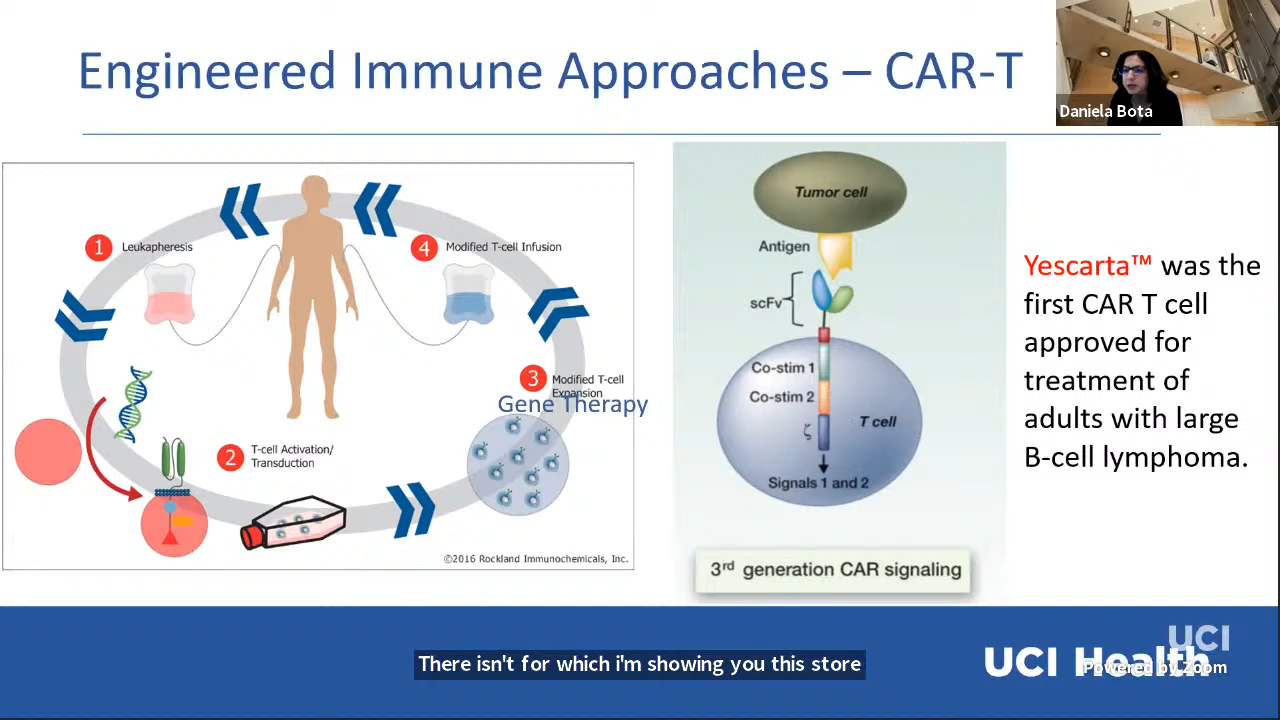 Engineered Immune Approaches – CAR-T
Daniela Bota
1
Leukapheresis
4
Modified T-cell Infusion
3
Modified T-cell
Expansion
Gene Therapy
2
T-cell Activation/
Transduction
©2016 Rockland Immunochemicals, Inc.
Tumor cell
Antigen
scFv
Co-stim 1
Co-stim 2
ζ
T cell
Signals 1 and 2
3rd generation CAR signaling
Yescarta™ was the
first CAR T cell
approved for
treatment of
adults with large
B-cell lymphoma.
There isn't for which i'm showing you this store
UCI
UCI Health
Powered by Zoom